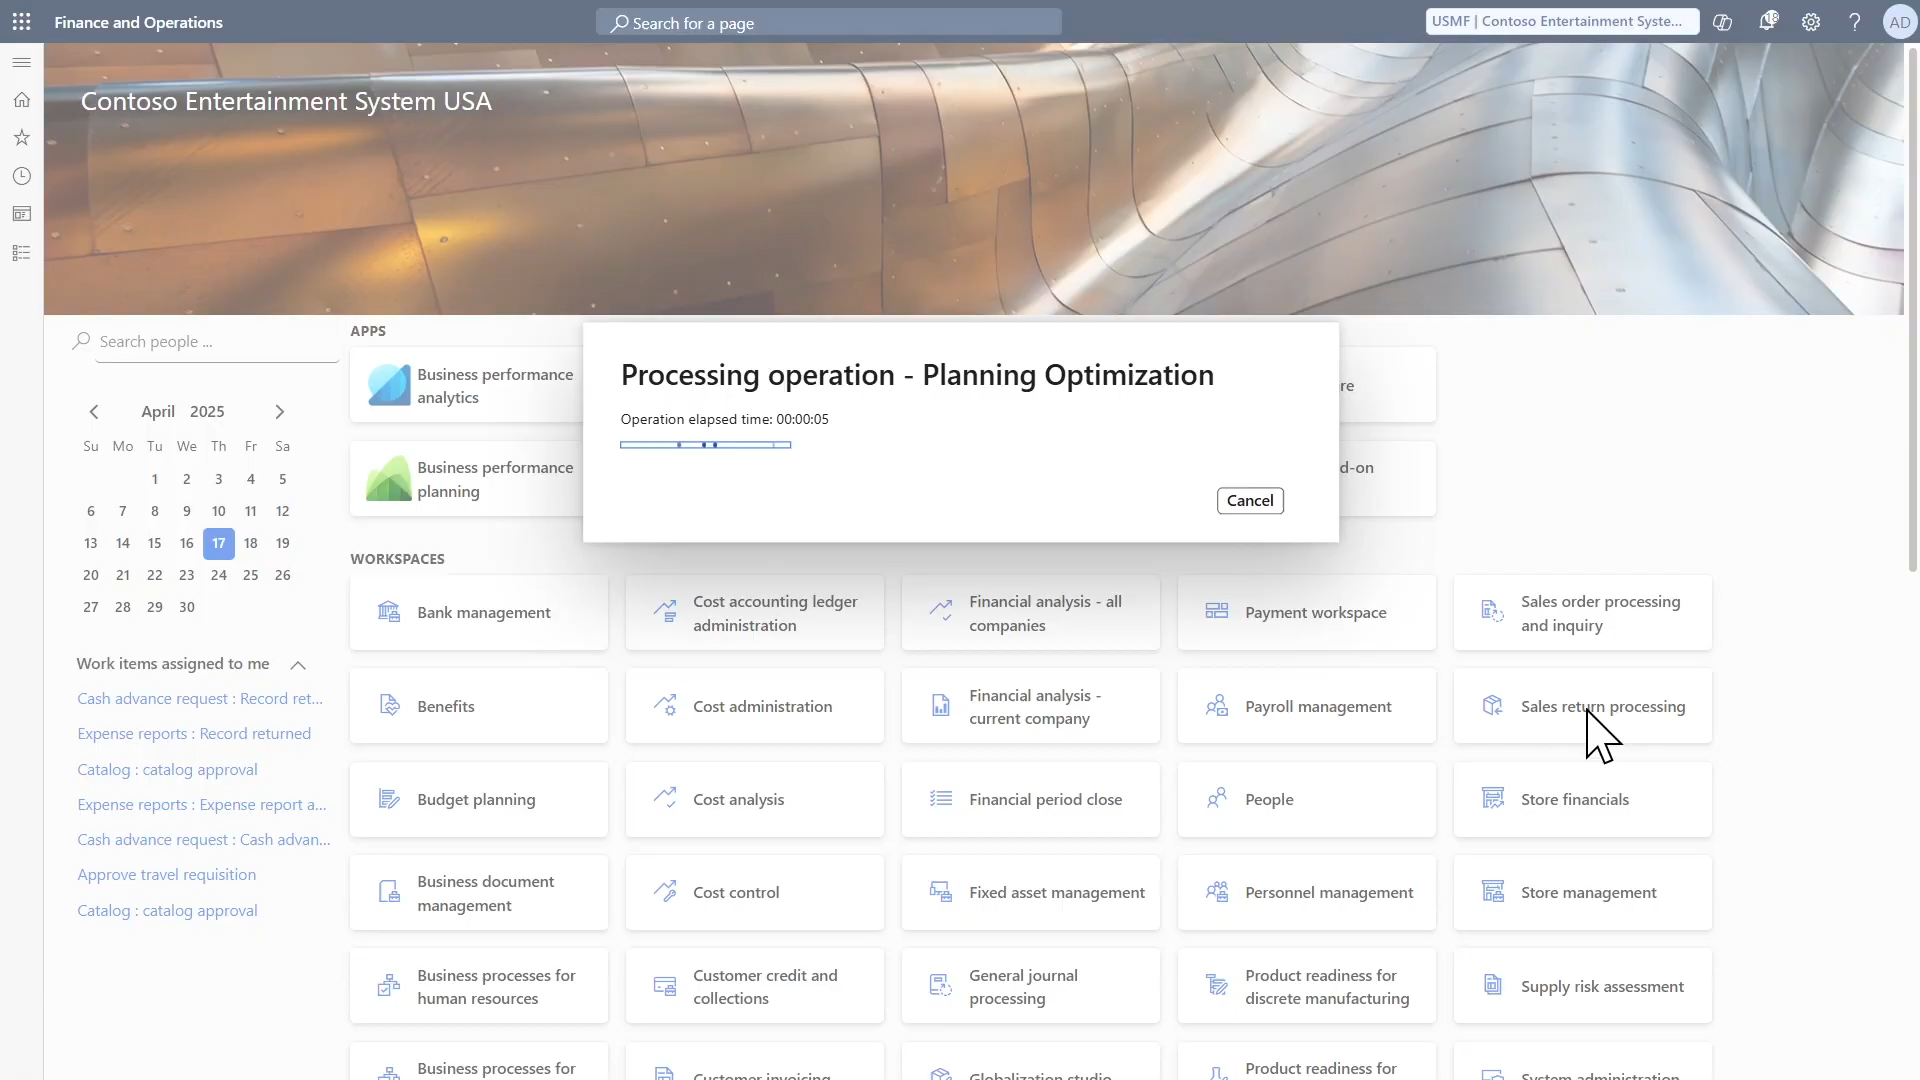 Finance and Operations
Search for a page
USMF | Contoso Entertainment Syste...
18
AD
Contoso Entertainment System USA
Search people ...
April 2025
Su Mo Tu We Th Fr Sa
1 2 3 4 5
6 7 8 9 10 11 12
13 14 15 16 17 18 19
20 21 22 23 24 25 26
27 28 29 30
Work items assigned to me
Cash advance request : Record ret...
Expense reports : Record returned
Catalog : catalog approval
Expense reports : Expense report a...
Cash advance request : Cash advan...
Approve travel requisition
Catalog : catalog approval
APPS
Business performance
analytics
Business performance
planning
re
d-on
Processing operation - Planning Optimization
Operation elapsed time: 00:00:05
Cancel
WORKSPACES
Bank management
Cost accounting ledger
administration
Financial analysis - all
companies
Payment workspace
Sales order processing
and inquiry
Benefits
Cost administration
Financial analysis -
current company
Payroll management
Sales return processing
Budget planning
Cost analysis
Financial period close
People
Store financials
Business document
management
Cost control
Fixed asset management
Personnel management
Store management
Business processes for
human resources
Customer credit and
collections
General journal
processing
Product readiness for
discrete manufacturing
Supply risk assessment
Business processes for
Customer invoicing
Globalization studio
Product readiness for
System administration